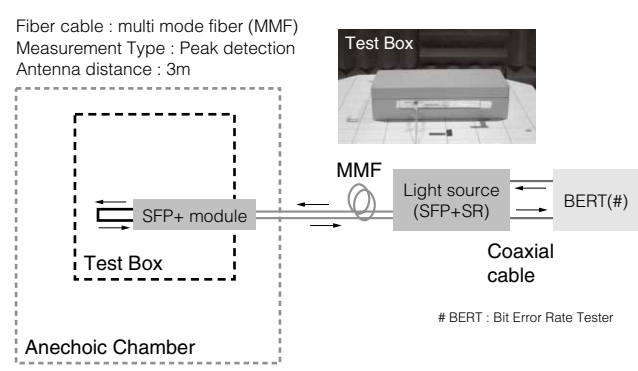 Fiber cable : multi mode fiber (MMF)
Measurement Type : Peak detection
Antenna distance : 3m
Test Box
MMF
SFP+ module
Light source
(SFP+SR)
BERT(#)
Test Box
Coaxial
cable
# BERT : Bit Error Rate Tester
Anechoic Chamber